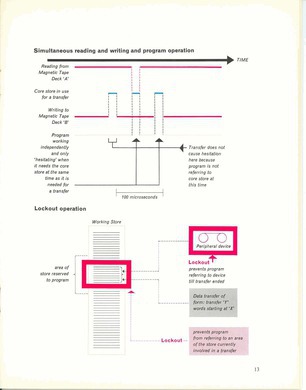 Simultaneous reading and writing and program operation
TIME
Reading from
Magnetic Tape
Deck 'A'
Core store in use
for a transfer
Writing to
Magnetic Tape
Deck 'B'
Program
working
independently
and only
'hesitating' when
it needs the core
store at the same
time as it is
needed for
a transfer
Transfer does not
cause hesitation
here because
program is not
referring to
core store at
this time
100 microseconds
Lockout operation
Working Store
Peripheral device
Lockout
prevents program
referring to device
till transfer ended
area of
store reserved
to program
Data transfer of
form: transfer "Y"
words starting at "X"
Lockout
prevents program
from referring to an area
of the store currently
involved in a transfer
13